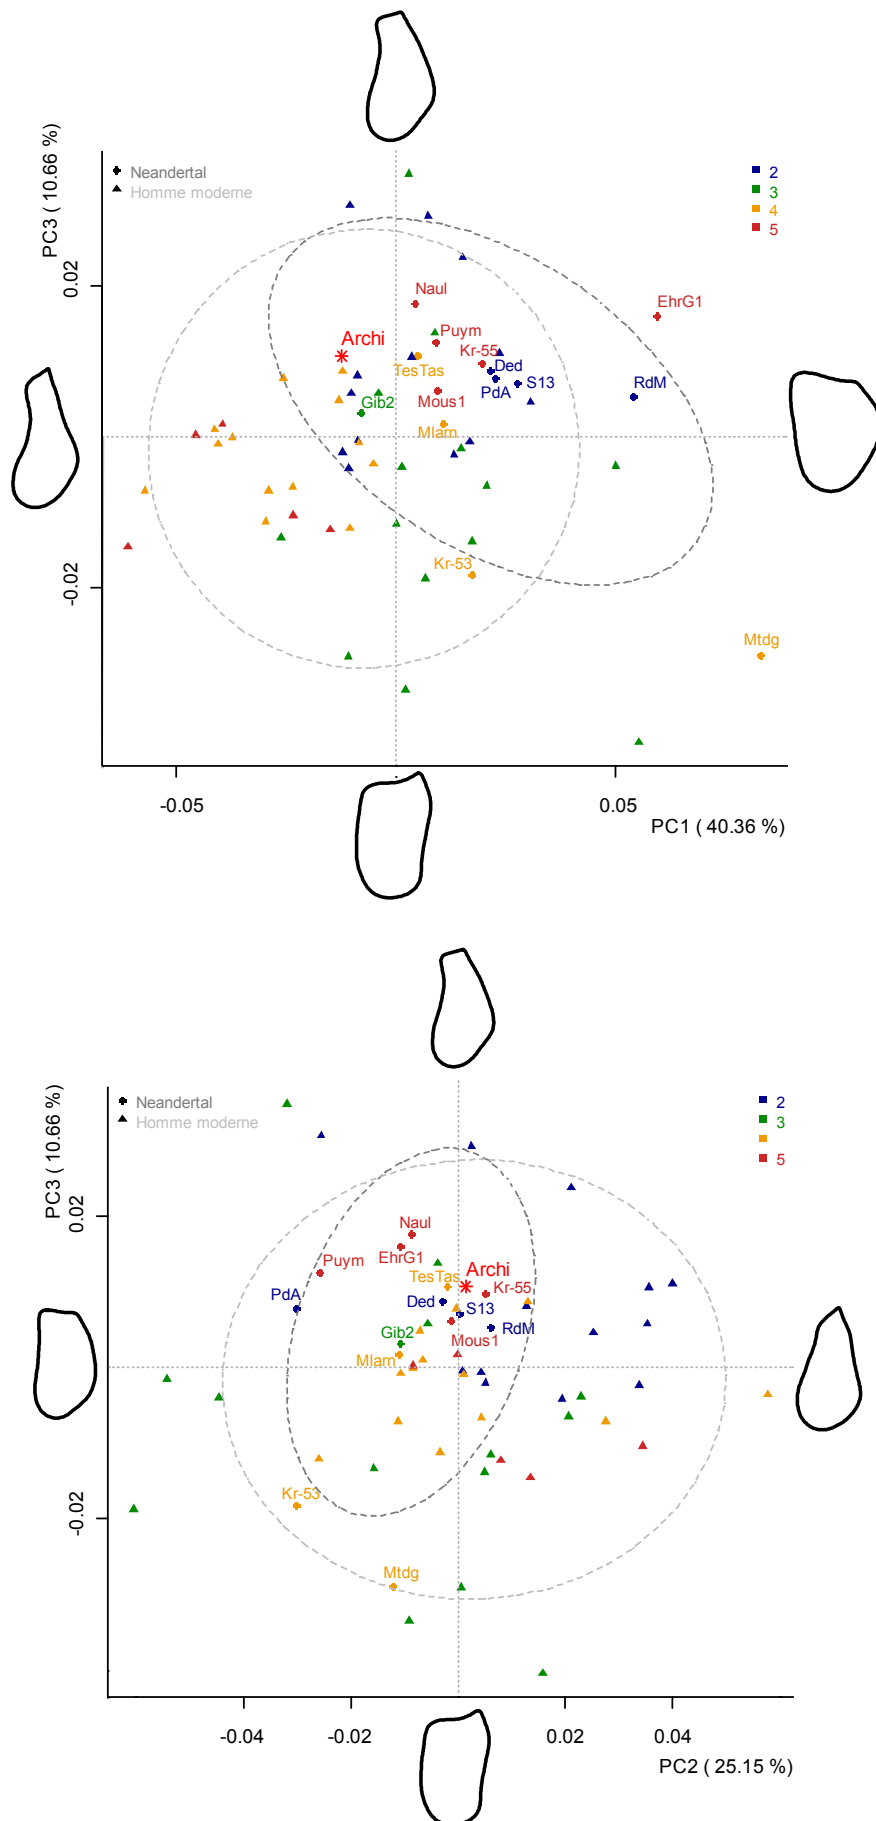 PC3 ( 10.66 %)
Neandertal
Homme moderne
2
3
4
5
0.02
-0.02
Naul
EhrG1
Archi
Puym
Kr-55
TesTas
Ded
PdA
S13
RdM
Gib2
Mous1
Mlarn
Kr-53
Mtdg
-0.05
0.05
PC1 ( 40.36 %)
PC3 ( 10.66 %)
Neandertal
Homme moderne
2
3
5
0.02
-0.02
Naul
EhrG1
Puym
Archi
TesTas
Kr-55
PdA
Ded
S13
RdM
Gib2
Mous1
Mlarn
Kr-53
Mtdg
-0.04
-0.02
0.02
0.04
PC2 ( 25.15 %)